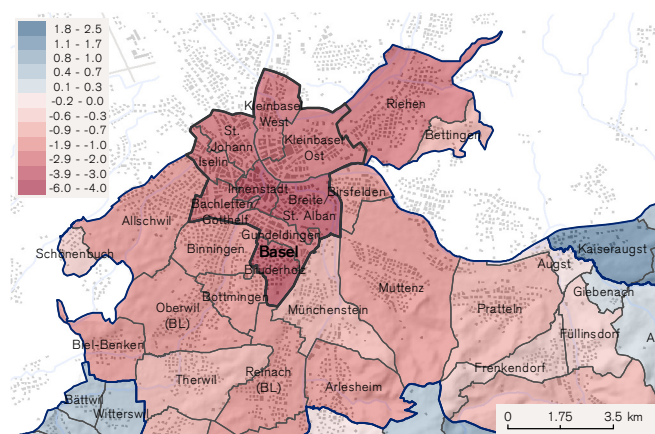 1.8 - 2.5
1.1 - 1.7
0.8 - 1.0
0.4 - 0.7
0.1 - 0.3
-0.2 - 0.0
-0.6 - -0.3
-0.9 - -0.7
-1.9 - -1.0
-2.9 - -2.0
-3.9 - -3.0
-6.0 - -4.0
Kleinbasel
West
Riehen
St.
Johann
Kleinbasel
Ost
Bettingen
Iselin
Innenstadt
Birsfelden
Bachletten
Breite/
St. Alban
Allschwil
Gotthelf
Gundeldingen
Schönenbuch
Binningen
Basel
Bruderholz
Kaiseraugst
Augst
Muttenz
Giebenach
Bottmingen
Oberwil
(BL)
Münchenstein
Pratteln
Füllinsdorf
Biel-Benken
A
Frenkendorf
Therwil
Reinach
(BL)
Arlesheim
Bättwil
Witterswil
0 1.75 3.5 km